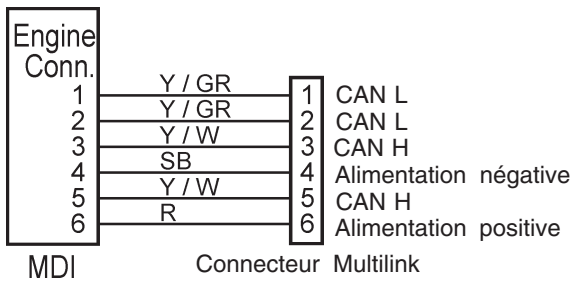 Engine
Conn.
1 Y / GR 1 CAN L
2 Y / GR 2 CAN L
3 Y / W 3 CAN H
4 SB 4 Alimentation négative
5 Y / W 5 CAN H
6 R 6 Alimentation positive
MDI Connecteur Multilink